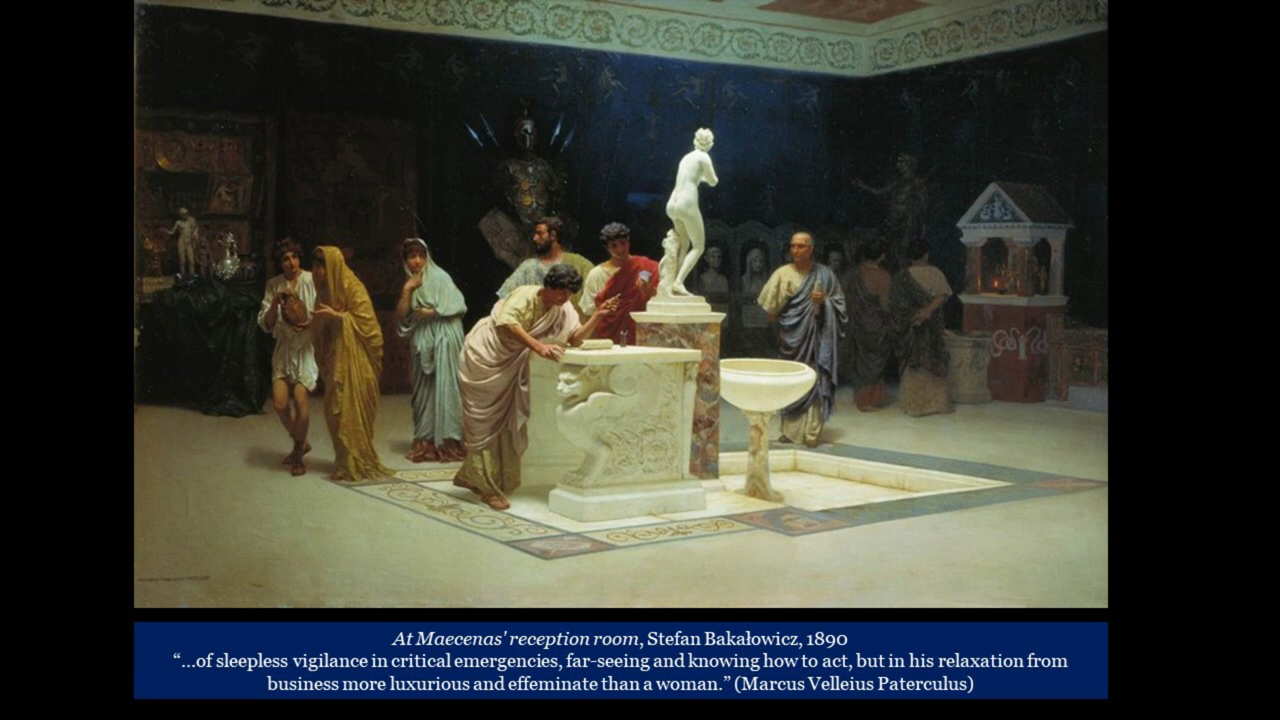 At Maecenas' reception room, Stefan Bakałowicz, 1890
“...of sleepless vigilance in critical emergencies, far-seeing and knowing how to act, but in his relaxation from
business more luxurious and effeminate than a woman.” (Marcus Velleius Paterculus)